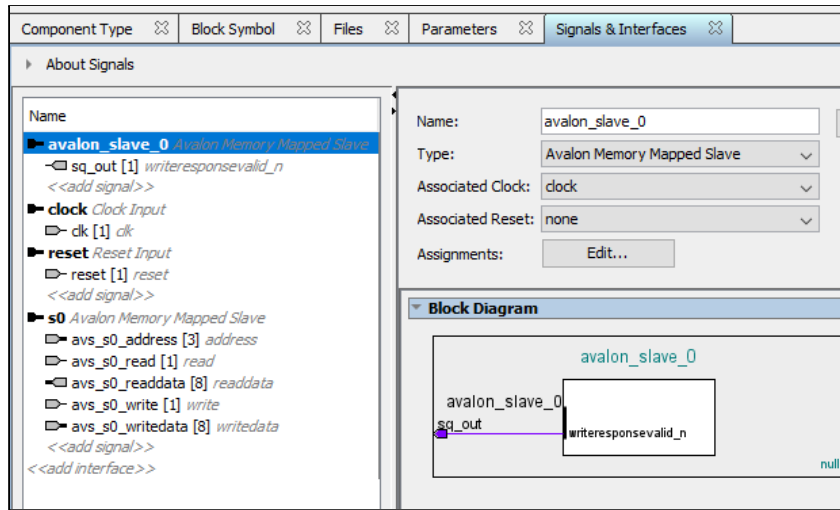 Component Type Block Symbol Files Parameters Signals & Interfaces
About Signals
Name
avalon_slave_0 Avalon Memory Mapped Slave
sq_out [1] writeresponsevalid_n
<<add signal>>
clock Clock Input
clk [1] clk
reset Reset Input
reset [1] reset
<<add signal>>
s0 Avalon Memory Mapped Slave
avs_s0_address [3] address
avs_s0_read [1] read
avs_s0_readdata [8] readdata
avs_s0_write [1] write
avs_s0_writedata [8] writedata
<<add signal>>
<<add interface>>
Name: avalon_slave_0
Type: Avalon Memory Mapped Slave
Associated Clock: clock
Associated Reset: none
Assignments: Edit...
Block Diagram
avalon_slave_0
avalon_slave_0
sq_out
writeresponsevalid_n
null